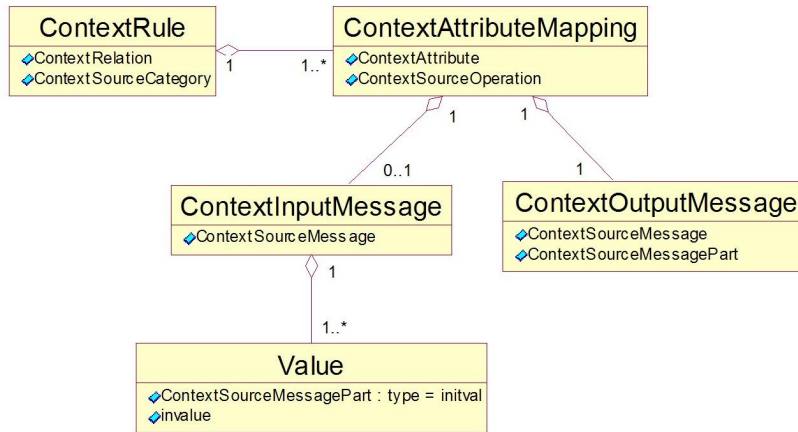 ContextRule
ContextRelation
ContextSourceCategory
1
1..*
ContextAttributeMapping
ContextAttribute
ContextSourceOperation
1
1
0..1
1
ContextInputMessage
ContextSourceMessage
ContextOutputMessage
ContextSourceMessage
ContextSourceMessagePart
1
1..*
Value
ContextSourceMessagePart : type = initval
invalue